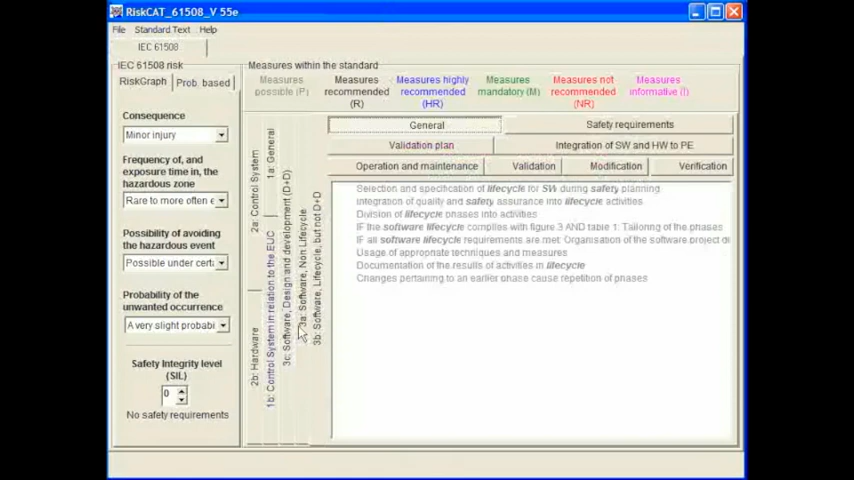 RiskCAT_61508_V 55e
File Standard.Text Help
IEC 61508
IEC 61508 risk
RiskGraph Prob. based
Consequence
Minor injury
Frequency of, and
exposure time in, the
hazardous zone
Rare to more often e
Possibility of avoiding
the hazardous event
Possible under certa
Probability of the
unwanted occurrence
A very slight probabi
Safety Integrity level
(SIL)
0
No safety requirements
Measures within the standard
Measures
possible (P)
Measures
recommended
(R)
Measures highly
recommended
(HR)
Measures
mandatory (M)
Measures not
recommended
(NR)
Measures
informative (I)
2a: Control System
2b: Hardware
1a: General
1b: Control System in relation to the EUC
3c: Software, Design and development (D+D)
3a: Software, Non Lifecycle
3b: Software, Lifecycle, but not D+D
General Safety requirements
Validation plan Integration of SW and HW to PE
Operation and maintenance Validation Modification Verification
Selection and specification of lifecycle for SW during safety planning
Integration of quality and safety assurance into lifecycle activities
Division of lifecycle phases into activities
IF the software lifecycle complies with figure 3 AND table 1: Tailoring of the phases
IF all software lifecycle requirements are met: Organisation of the software project di
Usage of appropriate techniques and measures
Documentation of the results of activities in lifecycle
Changes pertaining to an earlier phase cause repetition of phases